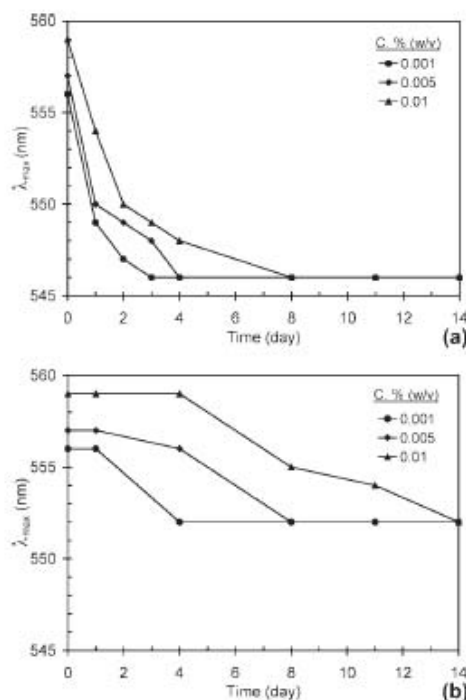 560
C. % (w/v)
0.001
0.005
0.01
555
λmax (nm)
550
545
0 2 4 6 8 10 12 14
Time (day)
(a)
560
C. % (w/v)
0.001
0.005
0.01
555
λmax (nm)
550
545
0 2 4 6 8 10 12 14
Time (day)
(b)